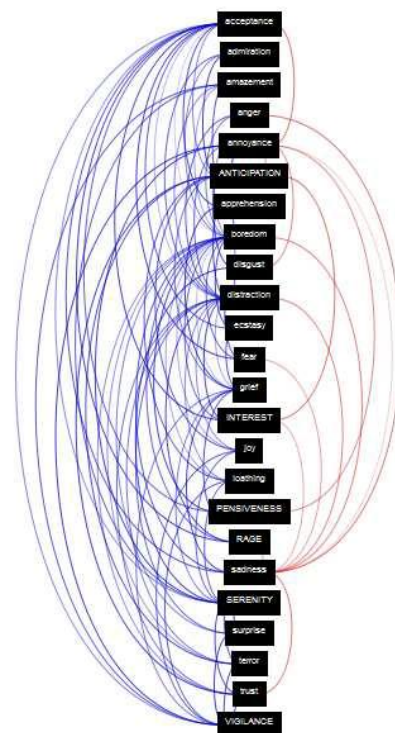 acceptance
admiration
amazement
anger
annoyance
ANTICIPATION
apprehension
boredom
disgust
distraction
ecstasy
fear
grief
INTEREST
joy
loathing
PENSIVENESS
RAGE
sadness
SERENITY
surprise
terror
trust
VIGILANCE